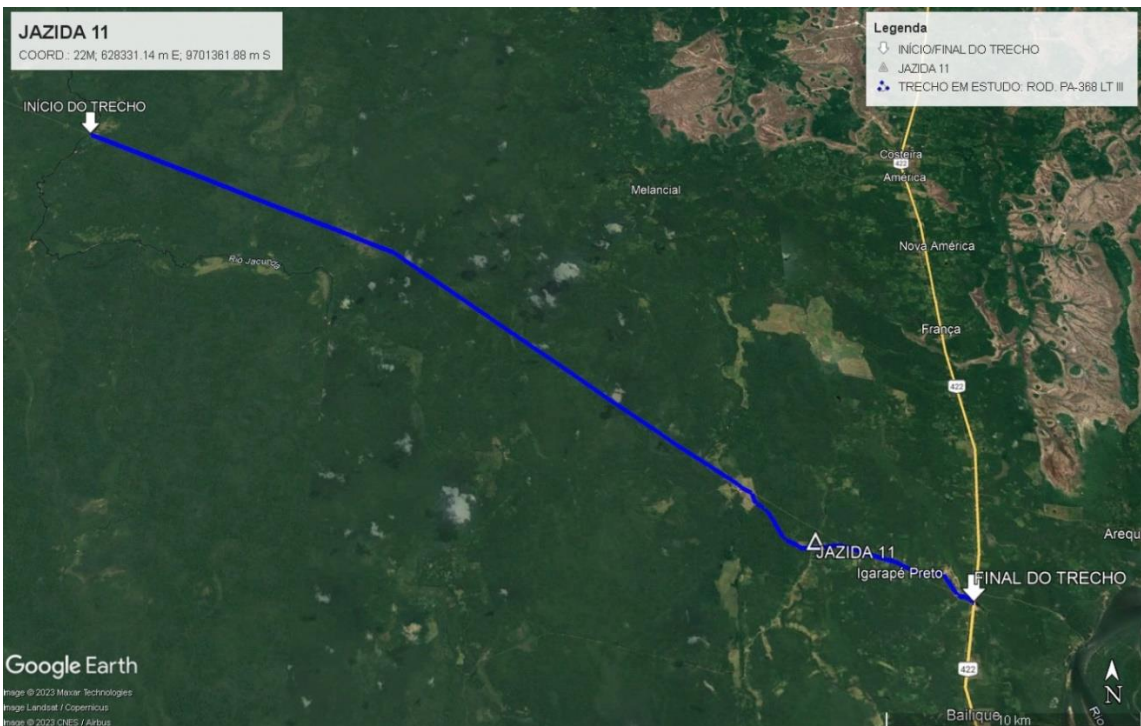 JAZIDA 11
COORD.: 22M; 628331.14 m E; 9701361.88 m S
Legenda
INÍCIO/FINAL DO TRECHO
JAZIDA 11
TRECHO EM ESTUDO: ROD. PA-368 LT III
INÍCIO DO TRECHO
Costeira
422
América
Melancial
Nova América
Rio Jacundá
França
422
Arequ
JAZIDA 11
Igarapé Preto
FINAL DO TRECHO
422
Google Earth
Image © 2023 Maxar Technologies
Image Landsat / Copernicus
Image © 2023 CNES / Airbus
N
Bailique
10 km
Rio